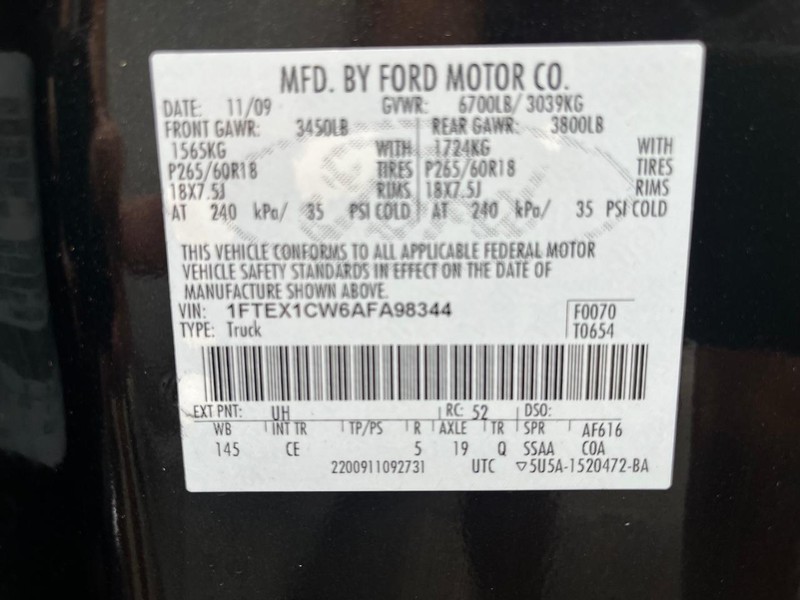 MFD. BY FORD MOTOR CO.
DATE: 11/09 GVWR: 6700LB/ 3039KG
FRONT GAWR: 3450LB REAR GAWR: 3800LB
1565KG WITH 1724KG WITH
P265/60R18 TIRES P265/60R18 TIRES
18X7.5J RIMS 18X7.5J RIMS
AT 240 kPa/ 35 PSI COLD AT 240 kPa/ 35 PSI COLD
THIS VEHICLE CONFORMS TO ALL APPLICABLE FEDERAL MOTOR
VEHICLE SAFETY STANDARDS IN EFFECT ON THE DATE OF
MANUFACTURE SHOWN ABOVE.
VIN: 1FTEX1CW6AFA98344 F0070
TYPE: Truck T0654
EXT PNT: UH RC: 52 DSO:
WB INT TR TP/PS R AXLE TR SPR AF616
145 CE 5 19 Q SSAA COA
2200911092731 UTC ▽5U5A-1520472-BA